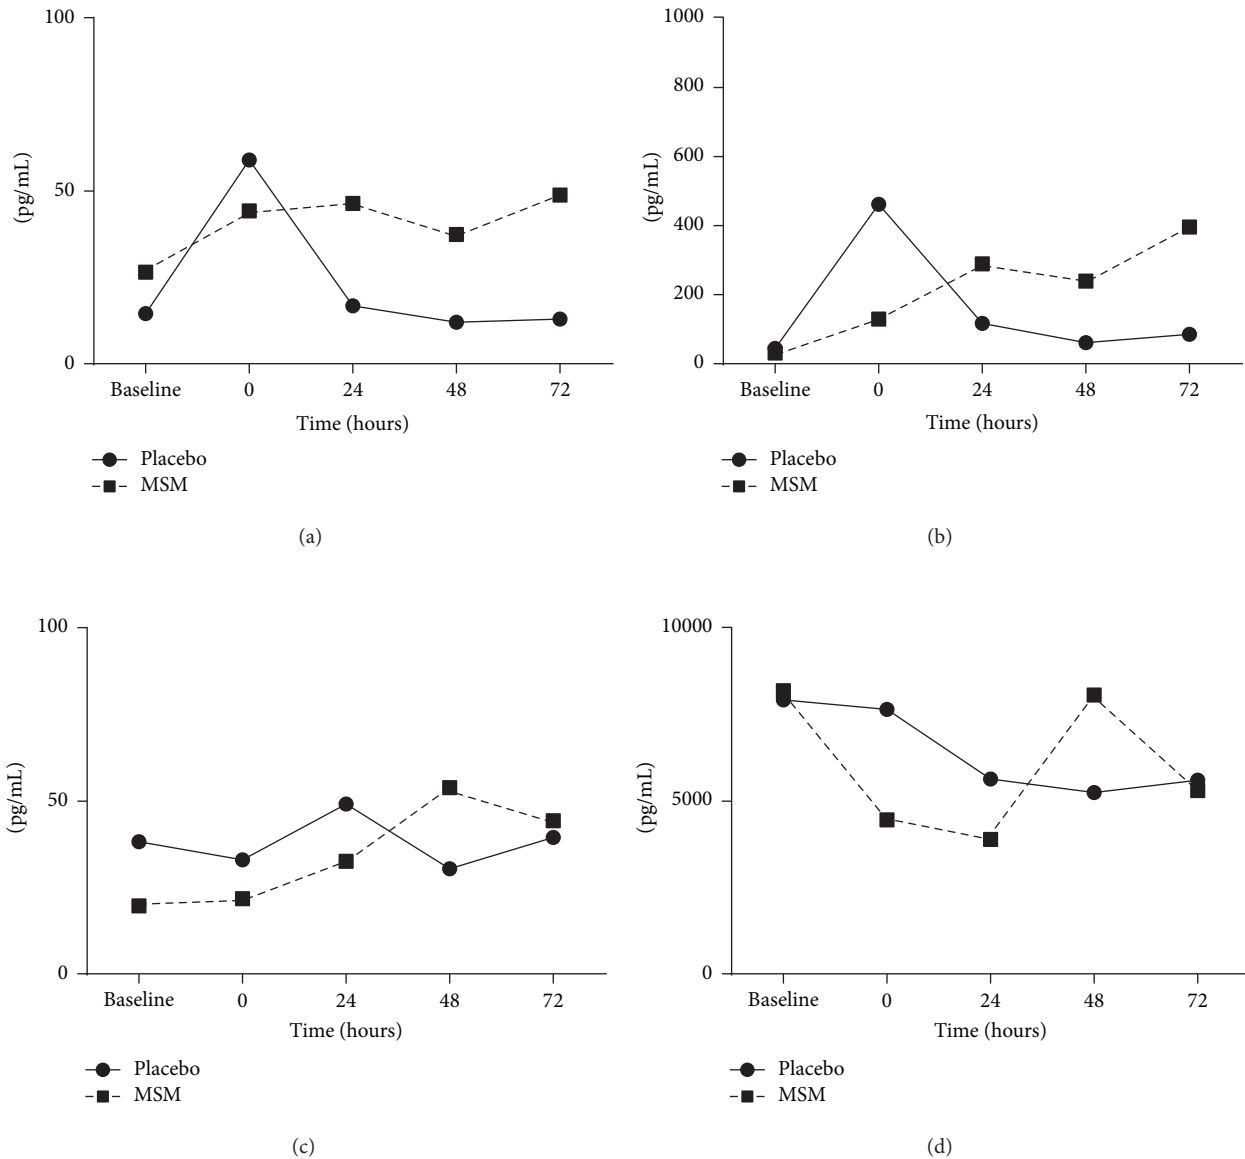 100
50
0
(pg/mL)
Baseline 0 24 48 72
Time (hours)
Placebo
MSM
(a)
1000
800
600
400
200
0
(pg/mL)
Baseline 0 24 48 72
Time (hours)
Placebo
MSM
(b)
100
50
0
(pg/mL)
Baseline 0 24 48 72
Time (hours)
Placebo
MSM
(c)
10000
5000
0
(pg/mL)
Baseline 0 24 48 72
Time (hours)
Placebo
MSM
(d)